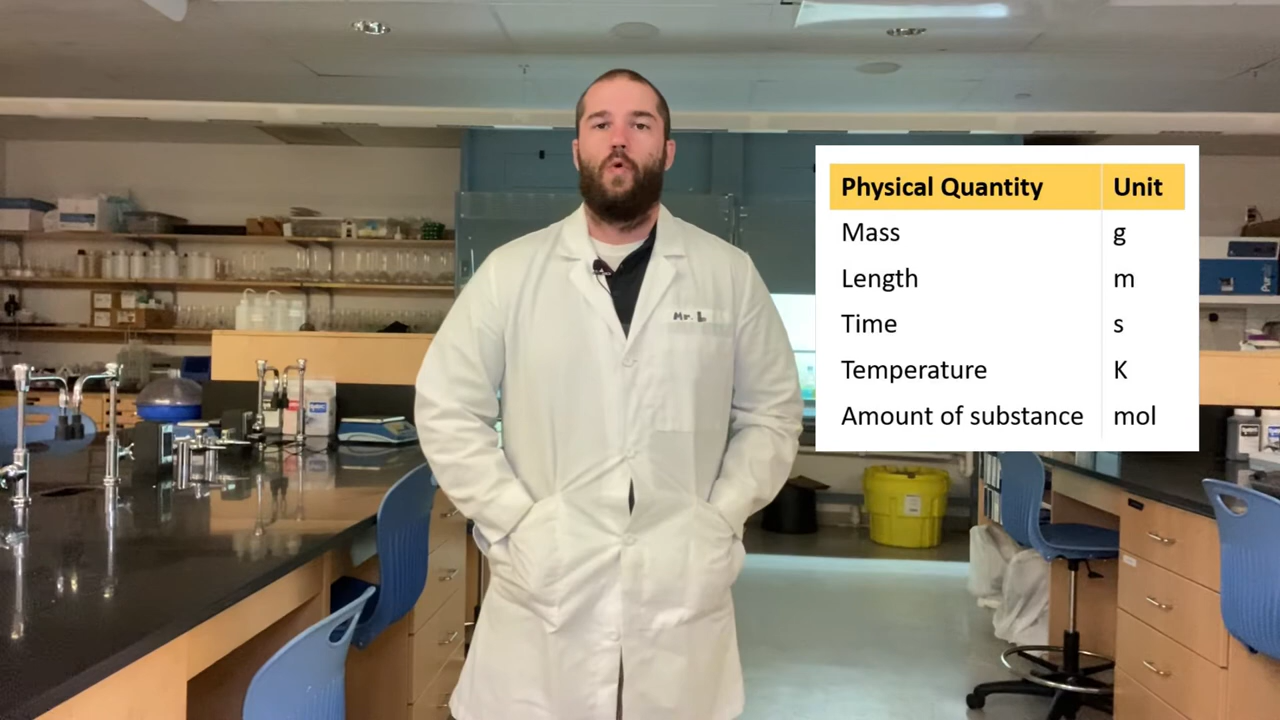 Mr. L
Physical Quantity Unit
Mass g
Length m
Time s
Temperature K
Amount of substance mol